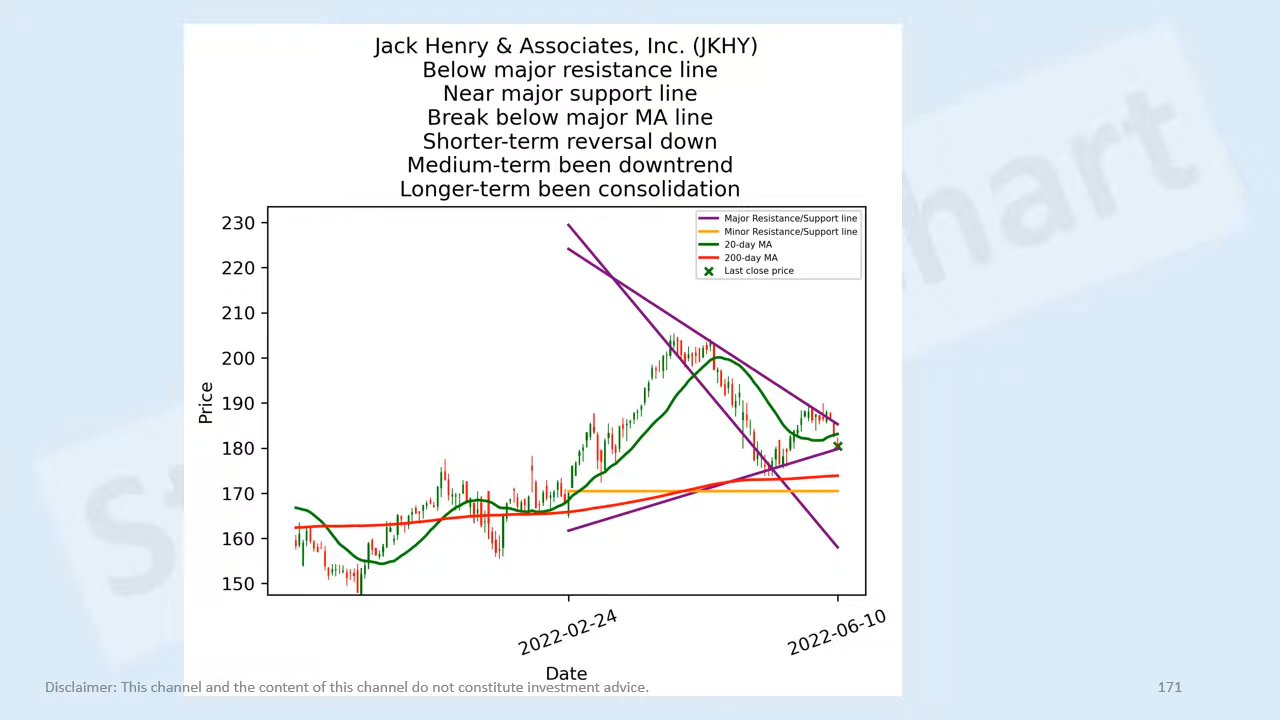 Jack Henry & Associates, Inc. (JKHY)
Below major resistance line
Near major support line
Break below major MA line
Shorter-term reversal down
Medium-term been downtrend
Longer-term been consolidation
Major Resistance/Support line
Minor Resistance/Support line
20-day MA
200-day MA
Last close price
230
220
210
200
190
180
170
160
150
Price
2022-02-24
2022-06-10
Date
Disclaimer: This channel and the content of this channel do not constitute investment advice.
171